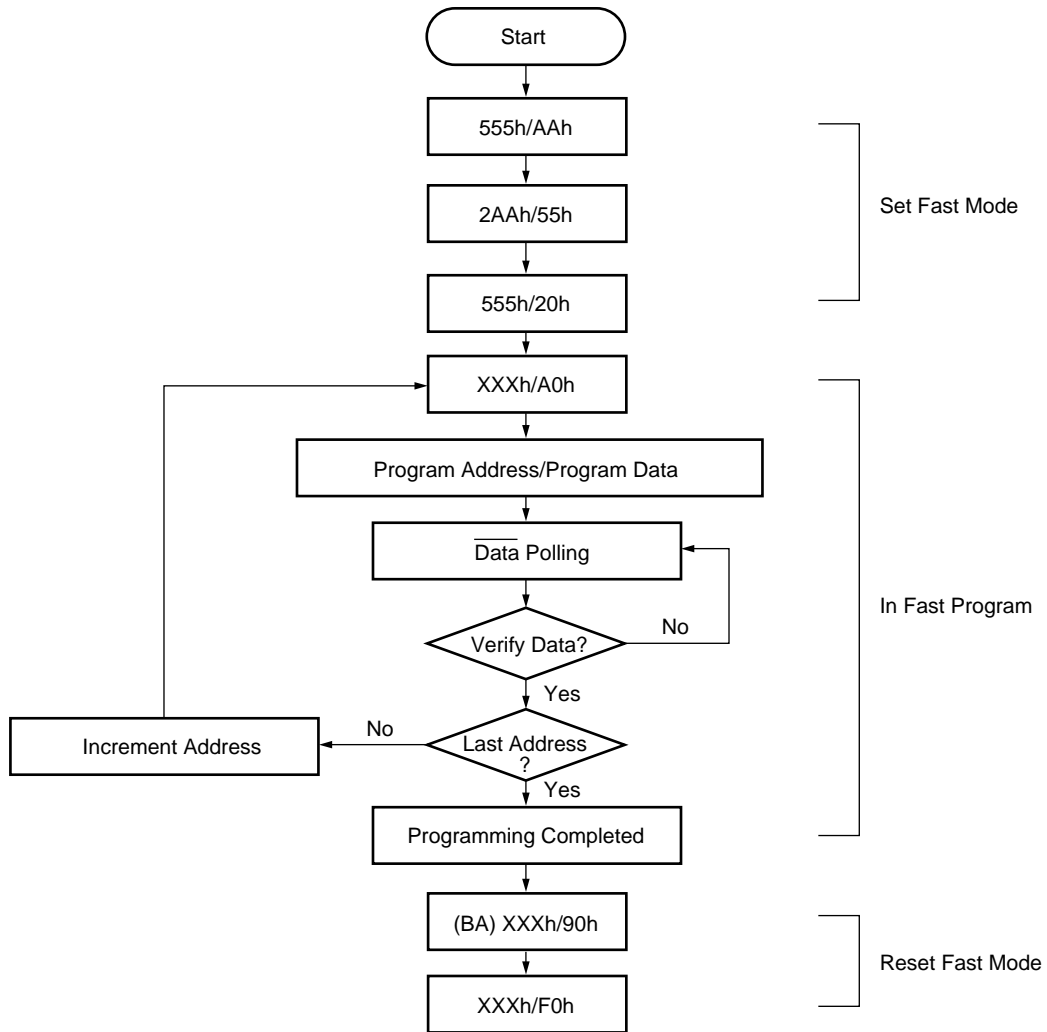 Start
555h/AAh
2AAh/55h
Set Fast Mode
555h/20h
XXXh/A0h
Program Address/Program Data
Data Polling
In Fast Program
No
Verify Data?
Yes
Increment Address
No
Last Address
?
Yes
Programming Completed
(BA) XXXh/90h
Reset Fast Mode
XXXh/F0h